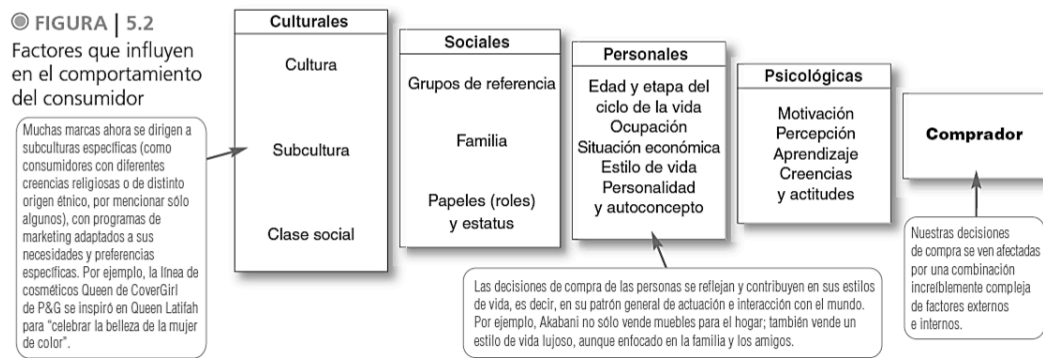 FIGURA | 5.2
Factores que influyen
en el comportamiento
del consumidor
Muchas marcas ahora se dirigen a
subculturas específicas (como
consumidores con diferentes
creencias religiosas o de distinto
origen étnico, por mencionar sólo
algunos), con programas de
marketing adaptados a sus
necesidades y preferencias
específicas. Por ejemplo, la línea de
cosméticos Queen de CoverGirl
de P&G se inspiró en Queen Latifah
para “celebrar la belleza de la mujer
de color”.
Culturales
Cultura
Subcultura
Clase social
Sociales
Grupos de referencia
Familia
Papeles (roles)
y estatus
Personales
Edad y etapa del
ciclo de la vida
Ocupación
Situación económica
Estilo de vida
Personalidad
y autoconcepto
Psicológicas
Motivación
Percepción
Aprendizaje
Creencias
y actitudes
Comprador
Las decisiones de compra de las personas se reflejan y contribuyen en sus estilos
de vida, es decir, en su patrón general de actuación e interacción con el mundo.
Por ejemplo, Akabani no sólo vende muebles para el hogar; también vende un
estilo de vida lujoso, aunque enfocado en la familia y los amigos.
Nuestras decisiones
de compra se ven afectadas
por una combinación
increíblemente compleja
de factores externos
e internos.